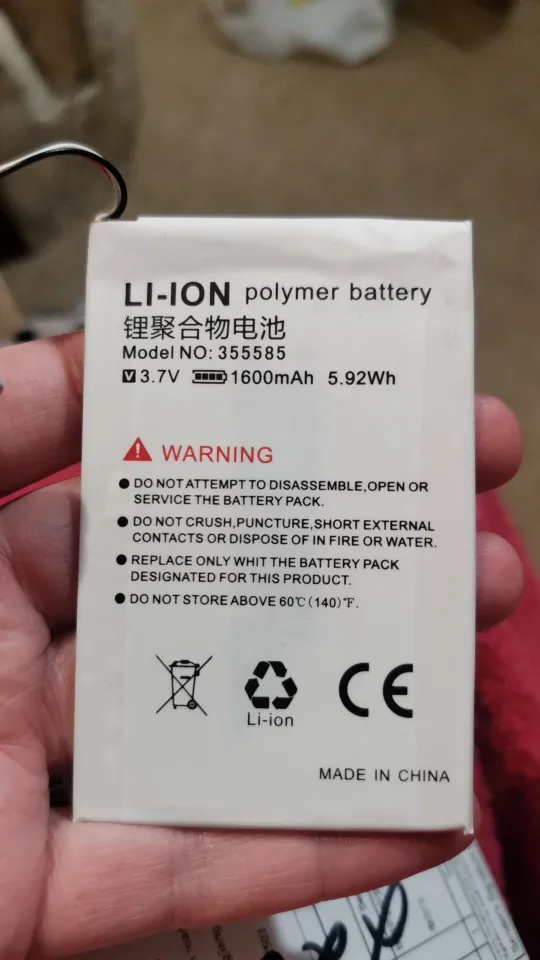 LI-ION polymer battery
锂聚合物电池
Model NO: 355585
V 3.7V 1600mAh 5.92Wh
WARNING
● DO NOT ATTEMPT TO DISASSEMBLE,OPEN OR
SERVICE THE BATTERY PACK.
● DO NOT CRUSH,PUNCTURE,SHORT EXTERNAL
CONTACTS OR DISPOSE OF IN FIRE OR WATER.
● REPLACE ONLY WHIT THE BATTERY PACK
DESIGNATED FOR THIS PRODUCT.
● DO NOT STORE ABOVE 60℃(140)℉.
CE
Li-ion
MADE IN CHINA